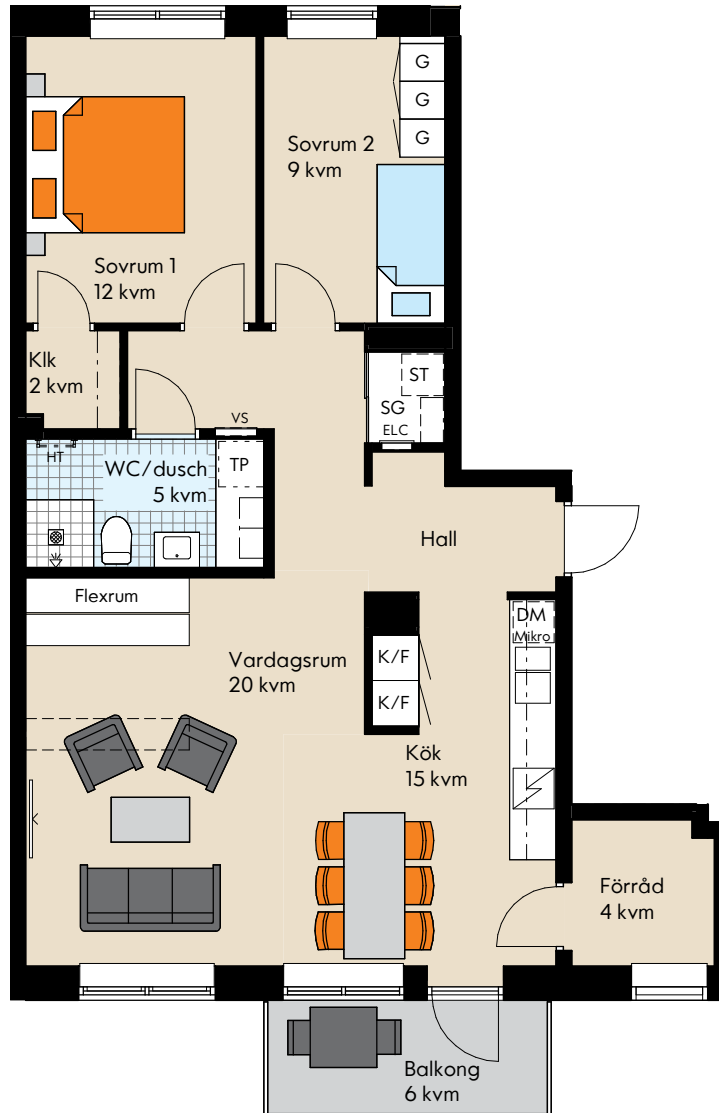 G
G
G
Sovrum 2
9 kvm
Sovrum 1
12 kvm
Klk
2 kvm
ST
SG
ELC
VS
HT
WC/dusch
5 kvm
TP
Hall
Flexrum
DM
Mikro
Vardagsrum
20 kvm
K/F
K/F
Kök
15 kvm
Förråd
4 kvm
Balkong
6 kvm